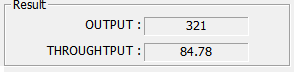 Result
OUTPUT : 321
THROUGHTPUT : 84.78